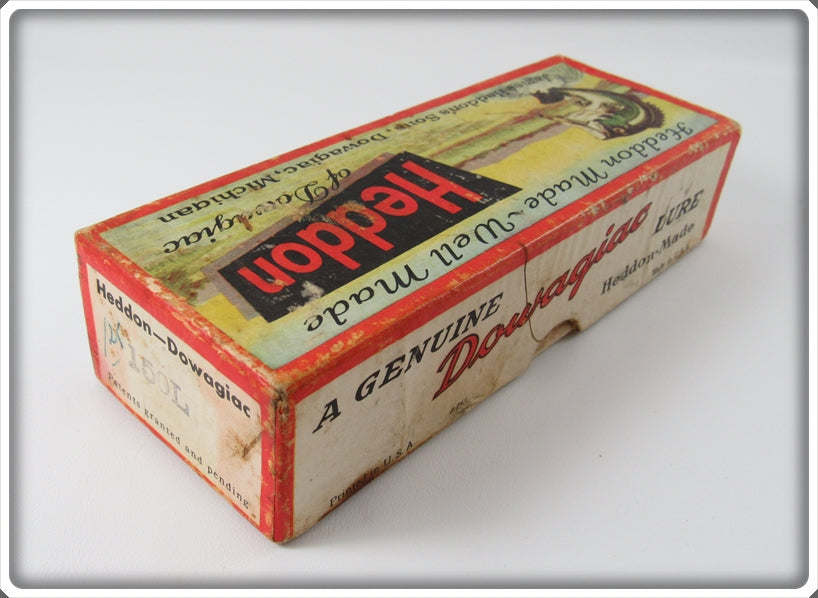 Heddon Made ~ Well Made
Heddon
of Dowagiac
James Heddon's Sons, Dowagiac, Michigan
Heddon—Dowagiac
150L
Patents granted and pending
A GENUINE
Dowagiac
LURE
Heddon-Made
Made in U.S.A.
Printed in U.S.A.